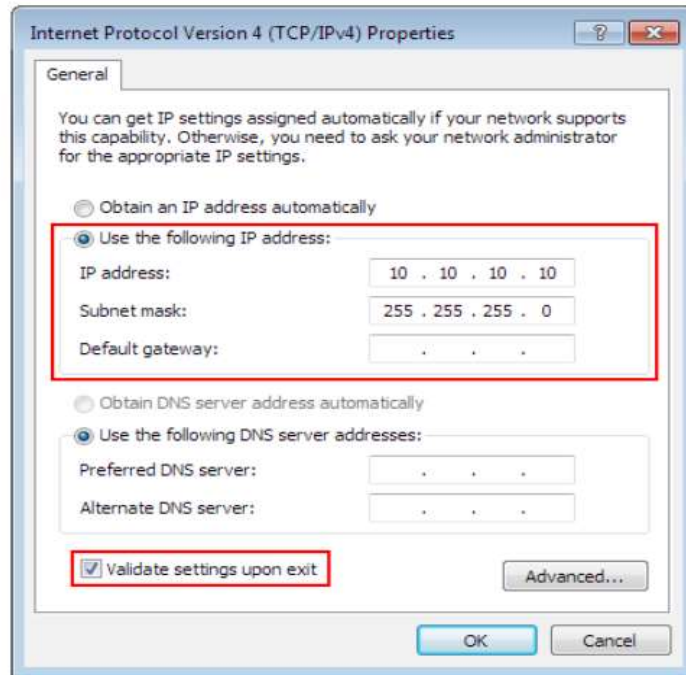 Internet Protocol Version 4 (TCP/IPv4) Properties
General
You can get IP settings assigned automatically if your network supports
this capability. Otherwise, you need to ask your network administrator
for the appropriate IP settings.
Obtain an IP address automatically
Use the following IP address:
IP address: 10 . 10 . 10 . 10
Subnet mask: 255 . 255 . 255 . 0
Default gateway: . . .
Obtain DNS server address automatically
Use the following DNS server addresses:
Preferred DNS server: . . .
Alternate DNS server: . . .
Validate settings upon exit
Advanced...
OK Cancel